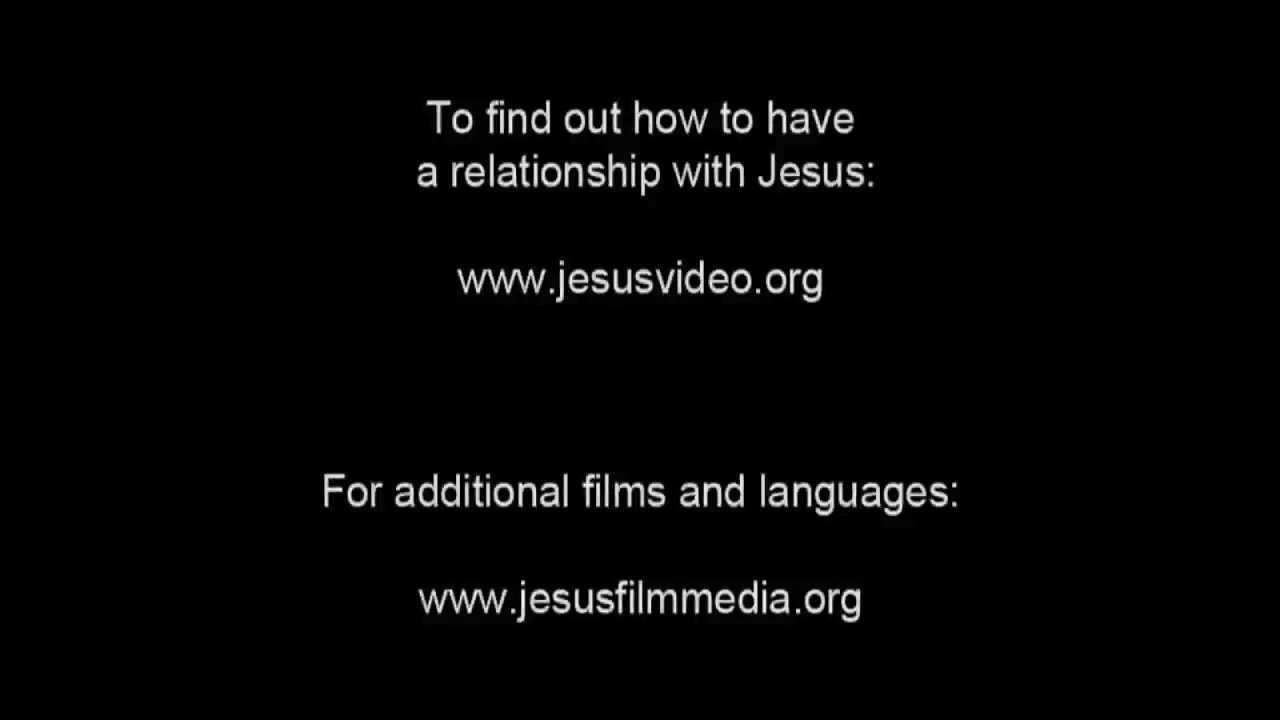 To find out how to have
a relationship with Jesus:
www.jesusvideo.org
For additional films and languages:
www.jesusfilmmedia.org